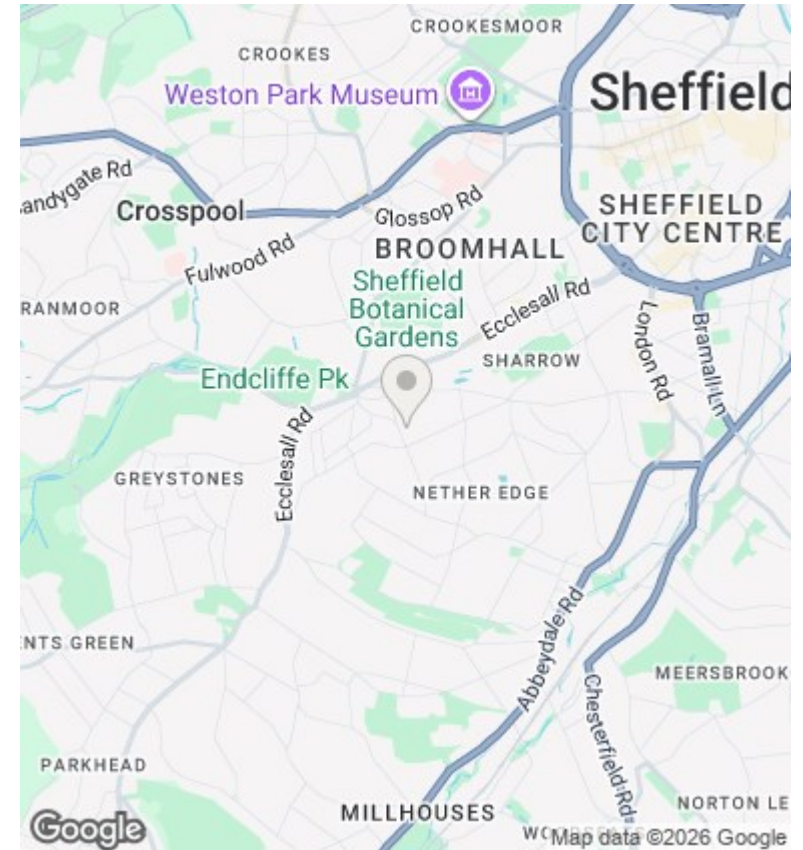 CROOKESMOOR
CROOKES
Weston Park Museum
Sheffield
andygate Rd
Crosspool
Glossop Rd
SHEFFIELD
CITY CENTRE
BROOMHALL
Fulwood Rd
Sheffield
Botanical
Gardens
RANMOOR
Ecclesall Rd
London Rd
Bramall Ln
SHARROW
Endcliffe Pk
Ecclesall Rd
GREYSTONES
NETHER EDGE
ENTS GREEN
Abbeydale Rd
MEERSBROOK
Chesterfield Rd
PARKHEAD
MILLHOUSES
NORTON LE
Google
Map data ©2026 Google